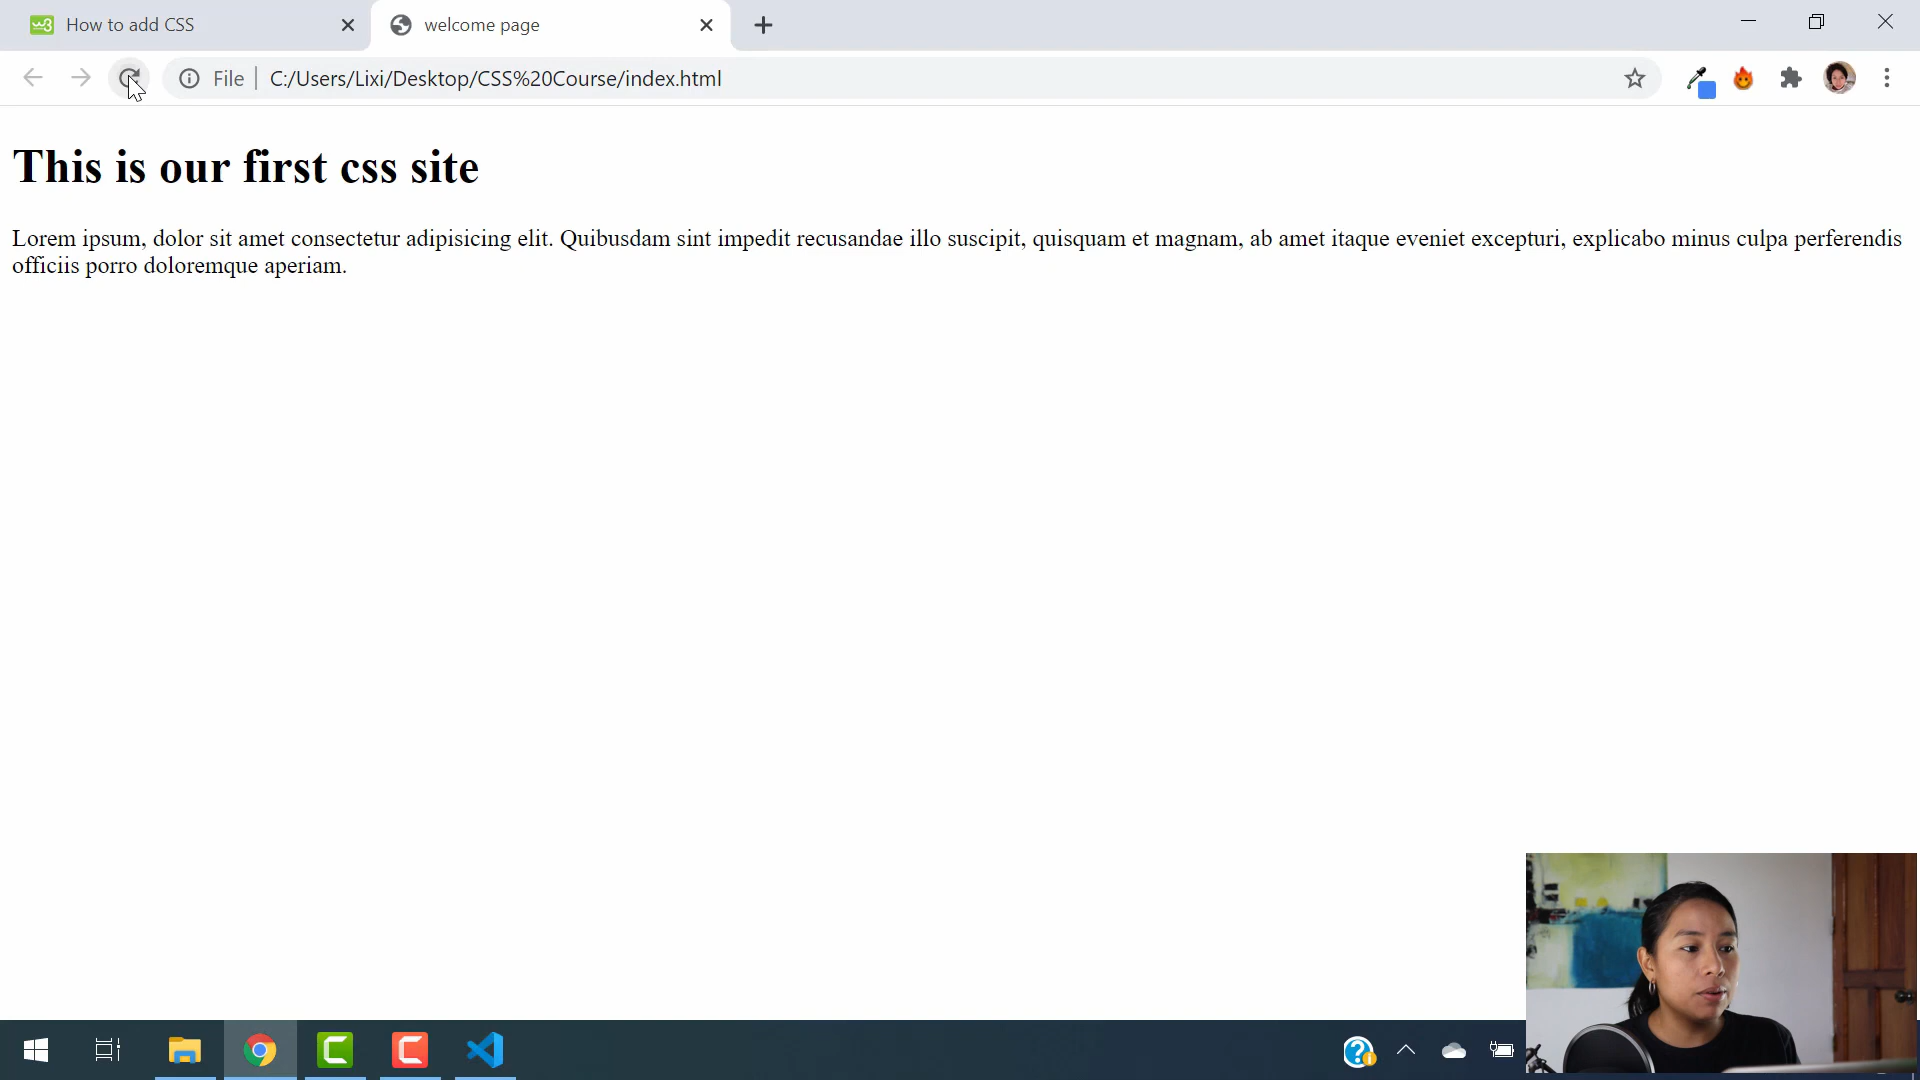 How to add CSS
welcome page
File
C:/Users/Lixi/Desktop/CSS%20Course/index.html
This is our first css site
Lorem ipsum, dolor sit amet consectetur adipisicing elit. Quibusdam sint impedit recusandae illo suscipit, quisquam et magnam, ab amet itaque eveniet excepturi, explicabo minus culpa perferendis
officiis porro doloremque aperiam.